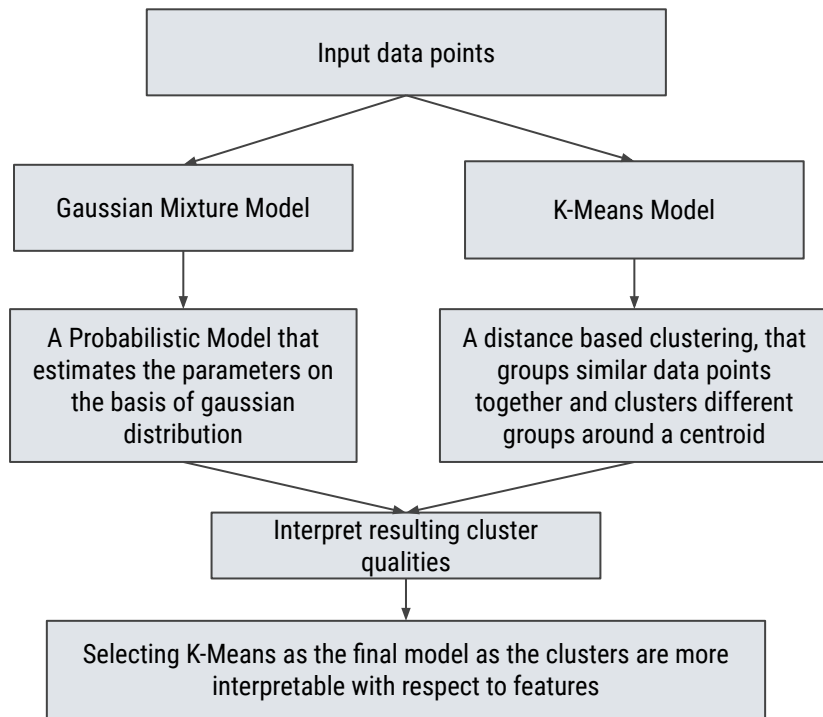 Input data points
Gaussian Mixture Model
K-Means Model
A Probabilistic Model that
estimates the parameters on
the basis of gaussian
distribution
A distance based clustering, that
groups similar data points
together and clusters different
groups around a centroid
Interpret resulting cluster
qualities
Selecting K-Means as the final model as the clusters are more
interpretable with respect to features